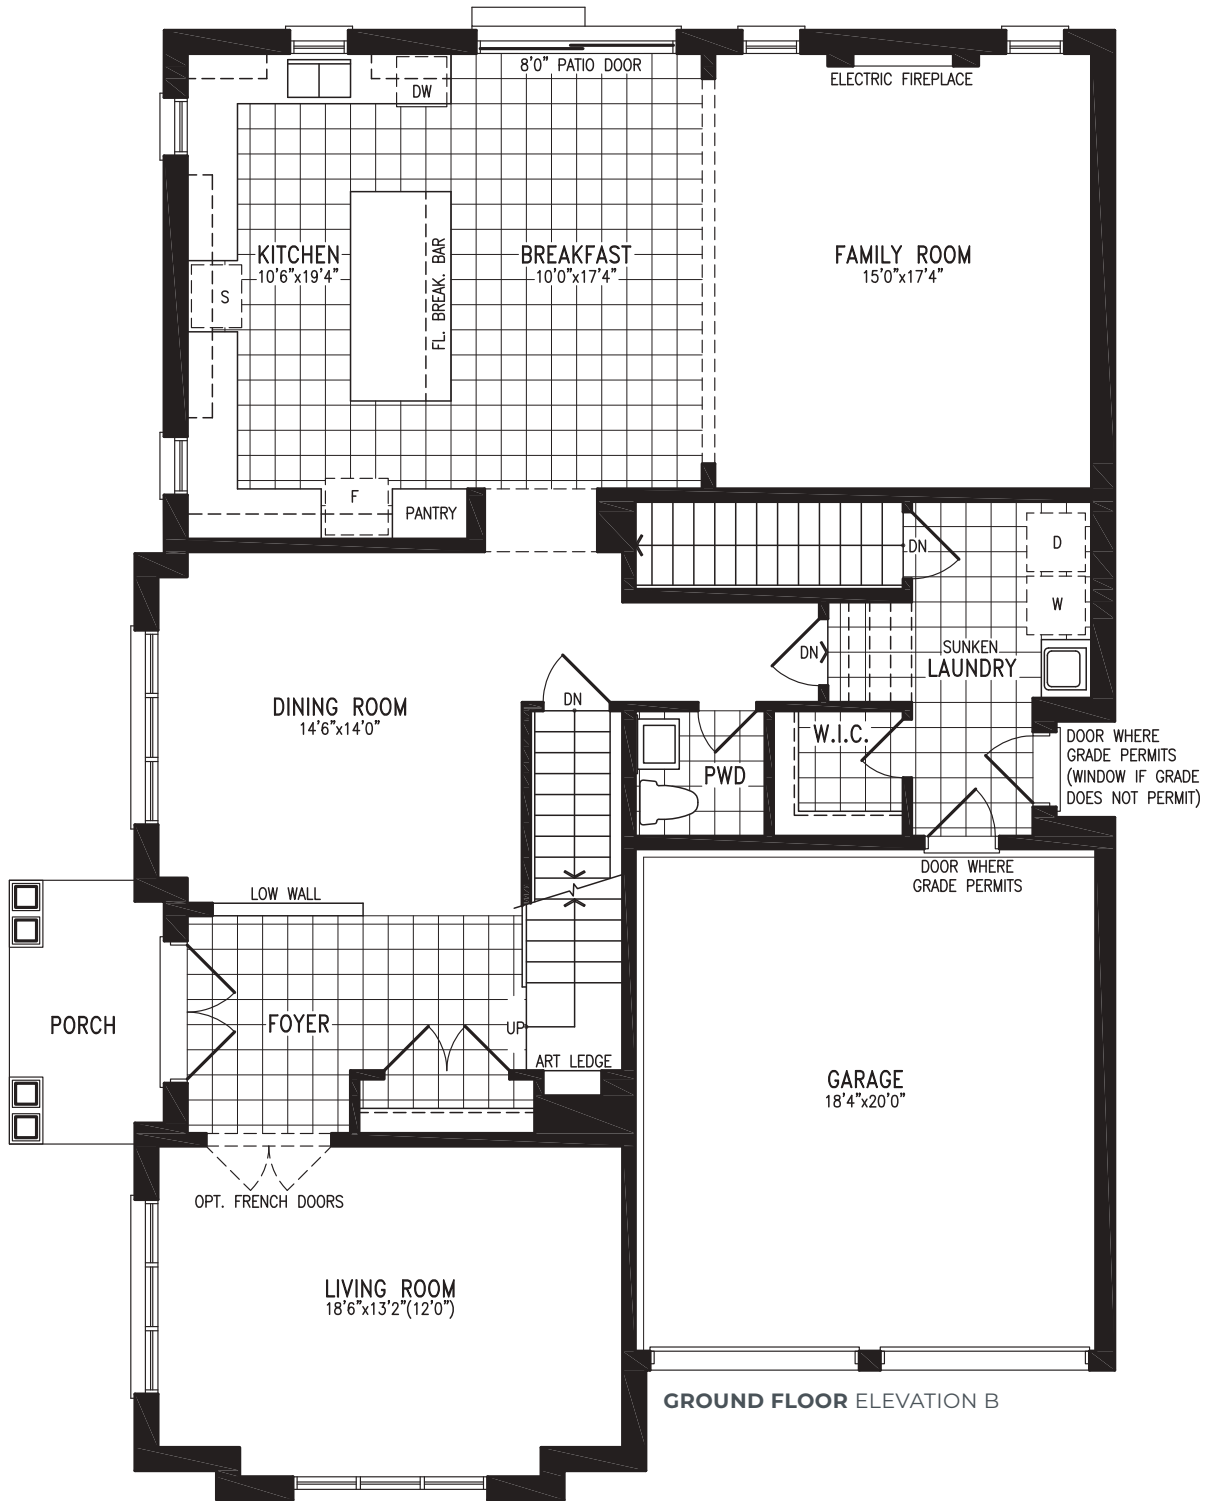 8'0" PATIO DOOR
ELECTRIC FIREPLACE
DW
KITCHEN
10'6"x19'4"
S
FL. BREAK. BAR
BREAKFAST
10'0"x17'4"
FAMILY ROOM
15'0"x17'4"
F
PANTRY
DN
D
W
DN
SUNKEN
LAUNDRY
DINING ROOM
14'6"x14'0"
DN
PWD
W.I.C.
DOOR WHERE
GRADE PERMITS
(WINDOW IF GRADE
DOES NOT PERMIT)
DOOR WHERE
GRADE PERMITS
LOW WALL
PORCH
FOYER
UP
ART LEDGE
GARAGE
18'4"x20'0"
OPT. FRENCH DOORS
LIVING ROOM
18'6"x13'2"(12'0")
GROUND FLOOR ELEVATION B